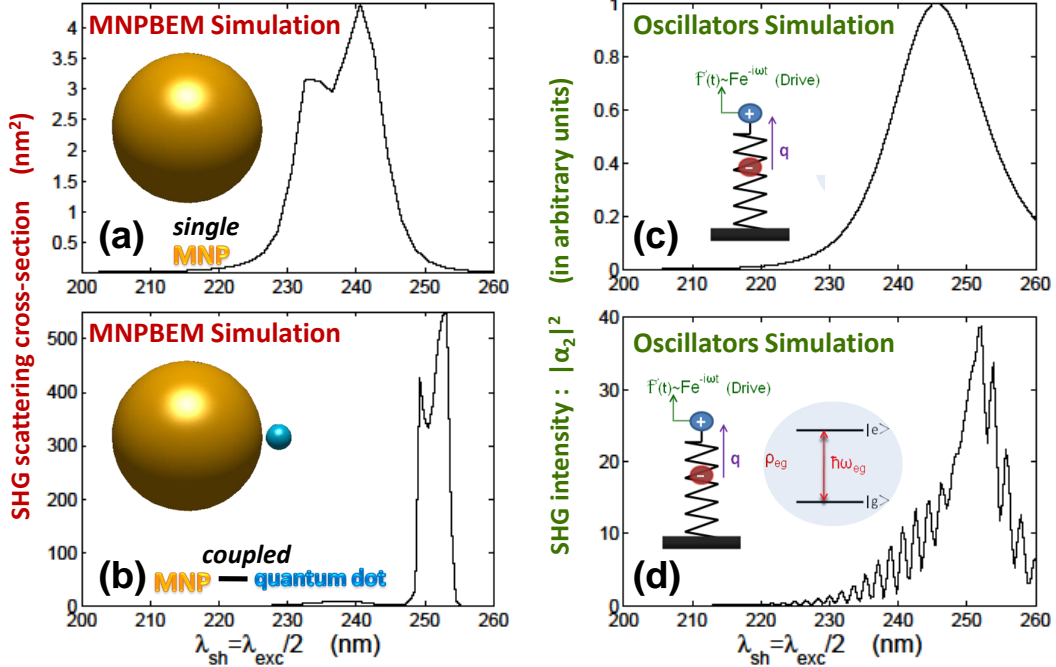 SHG scattering cross-section (nm²)
MNPBEM Simulation
4
3.5
3
2.5
2
1.5
1
0.5
(a)
single
MNP
200 210 220 230 240 250 260
MNPBEM Simulation
500
400
300
200
100
0
(b)
coupled
MNP — quantum dot
200 210 220 230 240 250 260
λsh=λexc/2 (nm)
SHG intensity : |α₂|² (in arbitrary units)
Oscillators Simulation
1
0.8
0.6
0.4
0.2
0
f(t)~Fe^-iωt (Drive)
+
q
-
(c)
200 210 220 230 240 250 260
Oscillators Simulation
40
30
20
10
0
f(t)~Fe^-iωt (Drive)
+
q
-
|e>
ρeg
ħωeg
|g>
(d)
200 210 220 230 240 250 260
λsh=λexc/2 (nm)